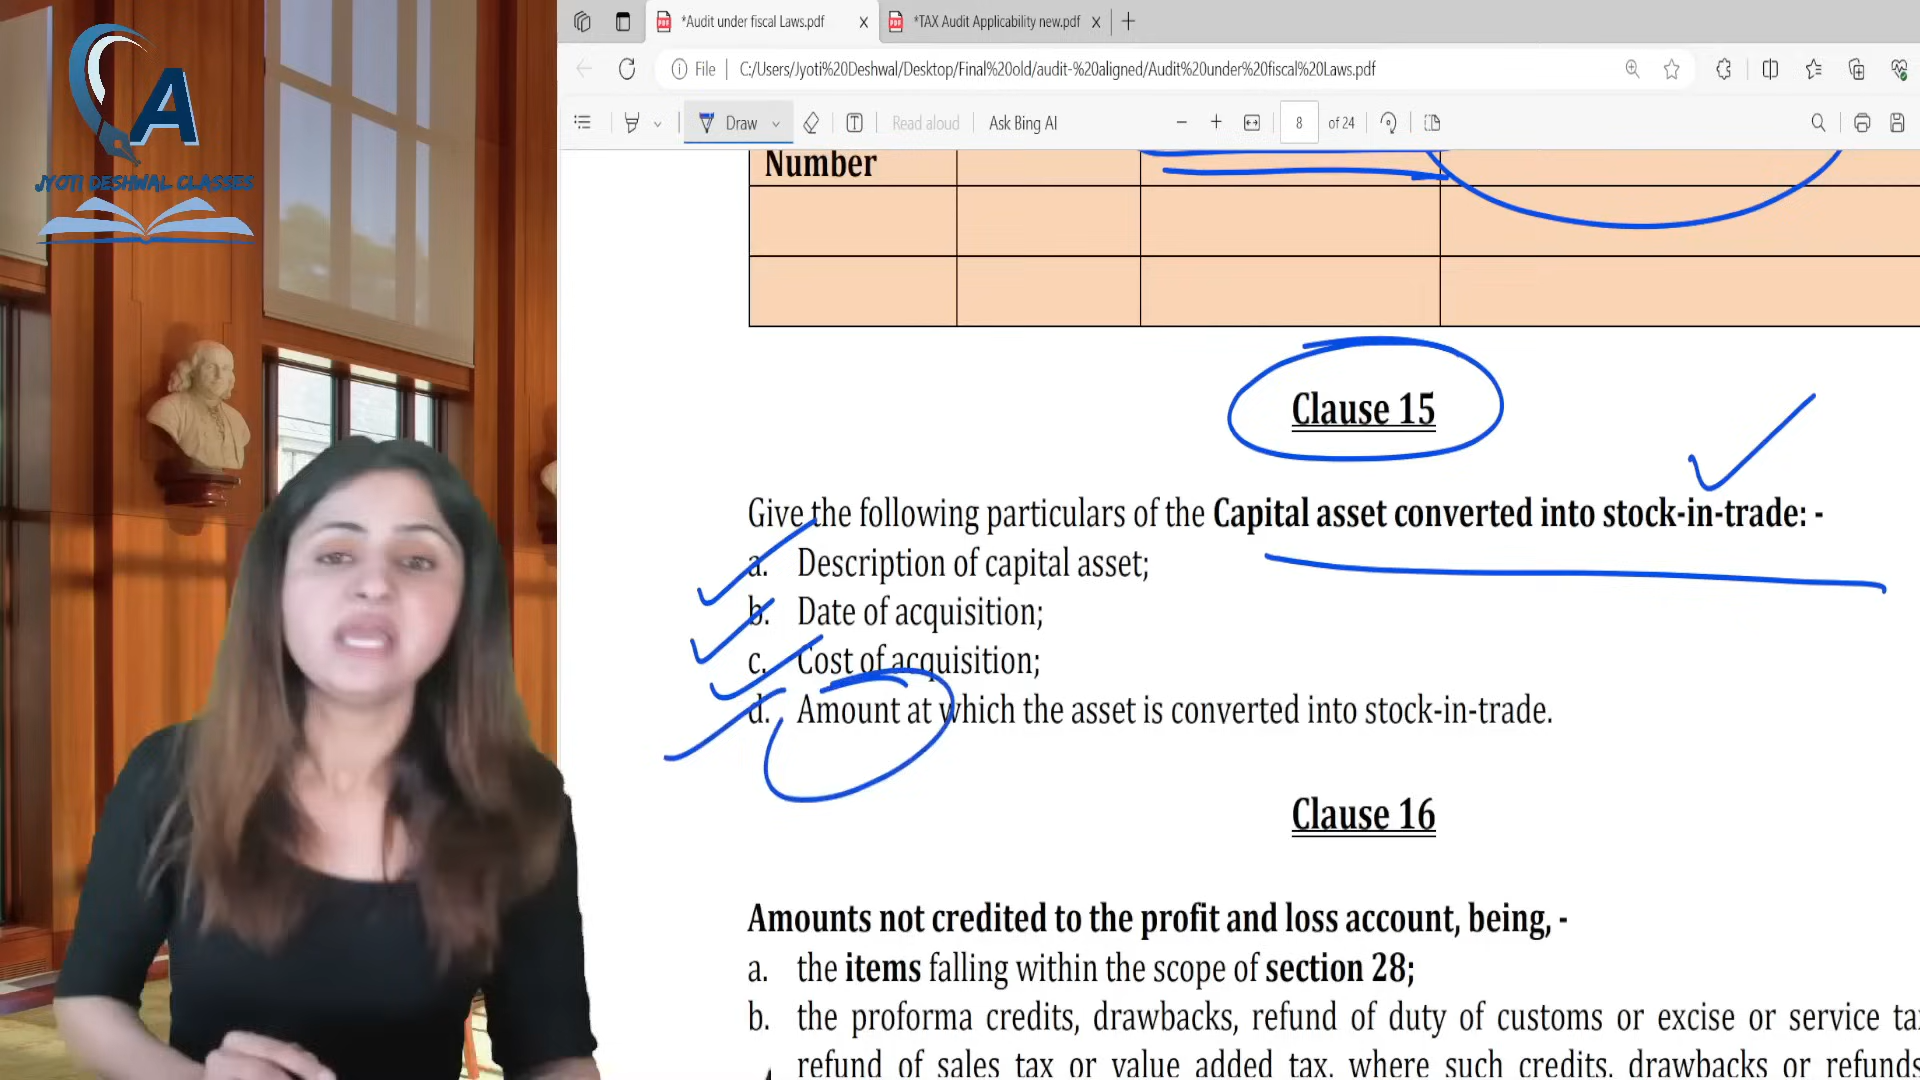 CA
JYOTI DESHWAL CLASSES
*Audit under fiscal Laws.pdf
*TAX Audit Applicability new.pdf
File
C:/Users/Jyoti%20Deshwal/Desktop/Final%20old/audit-%20aligned/Audit%20under%20fiscal%20Laws.pdf
Draw
Read aloud
Ask Bing AI
8
of 24
Number
Clause 15
Give the following particulars of the Capital asset converted into stock-in-trade: -
a. Description of capital asset;
b. Date of acquisition;
c. Cost of acquisition;
d. Amount at which the asset is converted into stock-in-trade.
Clause 16
Amounts not credited to the profit and loss account, being, -
a. the items falling within the scope of section 28;
b. the proforma credits, drawbacks, refund of duty of customs or excise or service
refund of sales tax or value added tax, where such credits, drawbacks or refunds